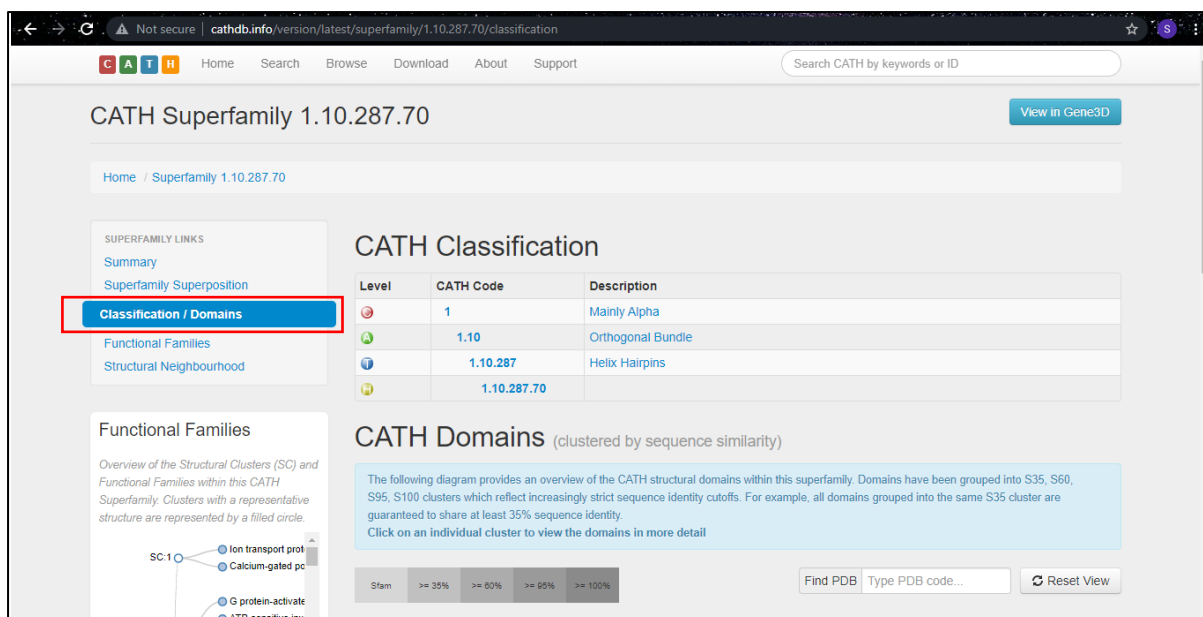 Not secure | cathdb.info/version/latest/superfamily/1.10.287.70/classification
S
C A T H Home Search Browse Download About Support Search CATH by keywords or ID
CATH Superfamily 1.10.287.70
View in Gene3D
Home / Superfamily 1.10.287.70
SUPERFAMILY LINKS
Summary
Superfamily Superposition
Classification / Domains
Functional Families
Structural Neighbourhood
CATH Classification
Level CATH Code Description
C 1 Mainly Alpha
A 1.10 Orthogonal Bundle
T 1.10.287 Helix Hairpins
H 1.10.287.70
Functional Families
Overview of the Structural Clusters (SC) and
Functional Families within this CATH
Superfamily. Clusters with a representative
structure are represented by a filled circle.
SC:1
Ion transport prot
Calcium-gated po
G protein-activate
CATH Domains (clustered by sequence similarity)
The following diagram provides an overview of the CATH structural domains within this superfamily. Domains have been grouped into S35, S60,
S95, S100 clusters which reflect increasingly strict sequence identity cutoffs. For example, all domains grouped into the same S35 cluster are
guaranteed to share at least 35% sequence identity.
Click on an individual cluster to view the domains in more detail
Sfam >= 35% >= 60% >= 95% >= 100%
Find PDB Type PDB code... Reset View